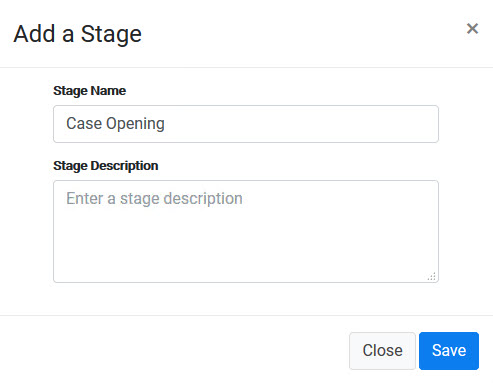 Add a Stage
×
Stage Name
Case Opening
Stage Description
Enter a stage description
Close
Save